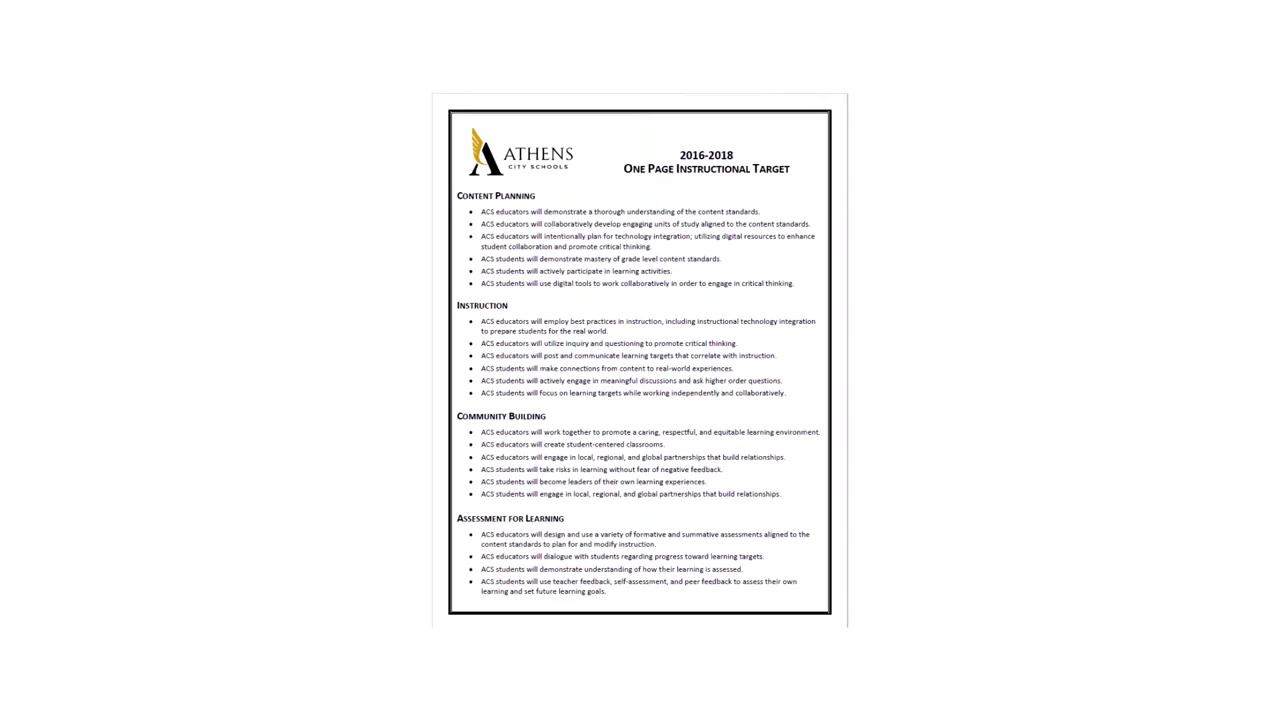 ATHENS
CITY SCHOOLS
2016-2018
ONE PAGE INSTRUCTIONAL TARGET
CONTENT PLANNING
• ACS educators will demonstrate a thorough understanding of the content standards.
• ACS educators will collaboratively develop engaging units of study aligned to the content standards.
• ACS educators will intentionally plan for technology integration; utilizing digital resources to enhance
student collaboration and promote critical thinking.
• ACS students will demonstrate mastery of grade level content standards.
• ACS students will actively participate in learning activities.
• ACS students will use digital tools to work collaboratively in order to engage in critical thinking.
INSTRUCTION
• ACS educators will employ best practices in instruction, including instructional technology integration
to prepare students for the real world.
• ACS educators will utilize inquiry and questioning to promote critical thinking.
• ACS educators will post and communicate learning targets that correlate with instruction.
• ACS students will make connections from content to real-world experiences.
• ACS students will actively engage in meaningful discussions and ask higher order questions.
• ACS students will focus on learning targets while working independently and collaboratively.
COMMUNITY BUILDING
• ACS educators will work together to promote a caring, respectful, and equitable learning environment.
• ACS educators will create student-centered classrooms.
• ACS educators will engage in local, regional, and global partnerships that build relationships.
• ACS students will take risks in learning without fear of negative feedback.
• ACS students will become leaders of their own learning experiences.
• ACS students will engage in local, regional, and global partnerships that build relationships.
ASSESSMENT FOR LEARNING
• ACS educators will design and use a variety of formative and summative assessments aligned to the
content standards to plan for and modify instruction.
• ACS educators will dialogue with students regarding progress toward learning targets.
• ACS students will demonstrate understanding of how their learning is assessed.
• ACS students will use teacher feedback, self-assessment, and peer feedback to assess their own
learning and set future learning goals.